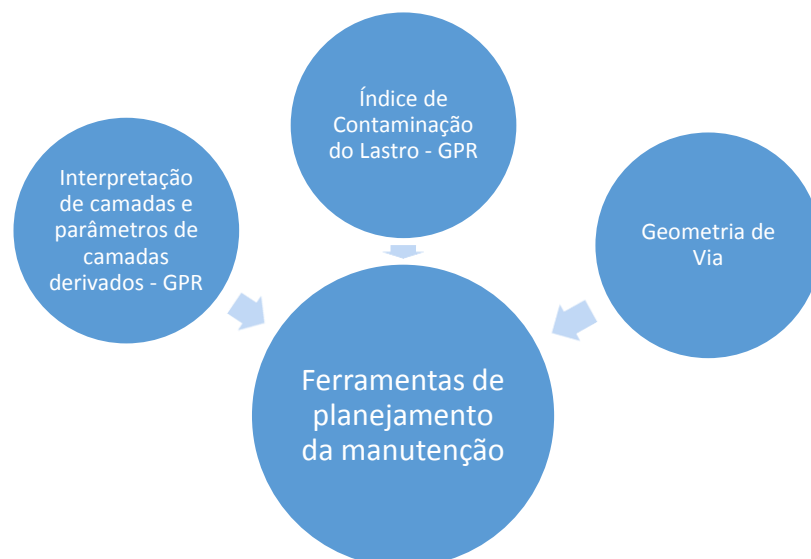 Índice de
Contaminação
do Lastro - GPR
Interpretação
de camadas e
parâmetros de
camadas
derivados - GPR
Geometria de
Via
Ferramentas de
planejamento
da manutenção